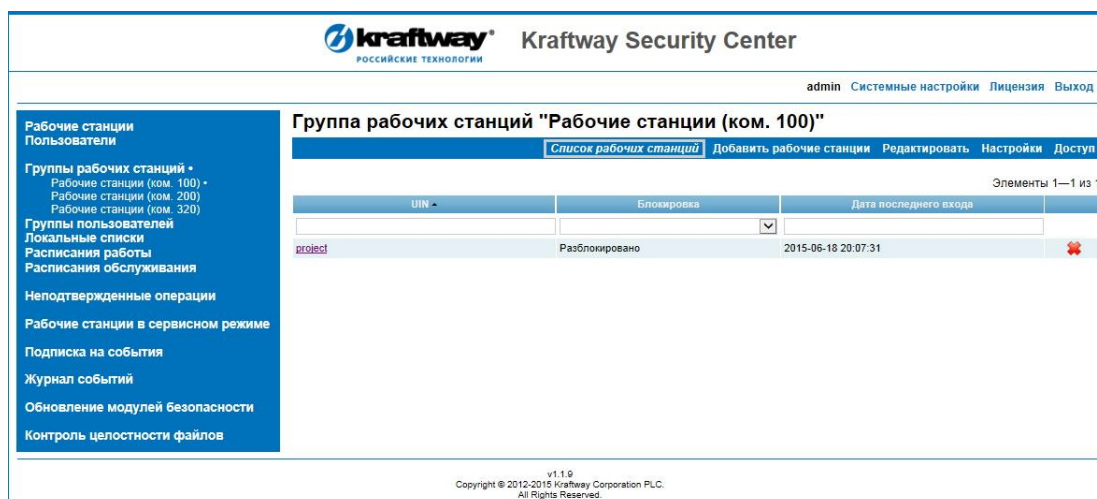 kraftway®
РОССИЙСКИЕ ТЕХНОЛОГИИ
Kraftway Security Center
admin Системные настройки Лицензия Выход
Рабочие станции
Пользователи
Группы рабочих станций •
Рабочие станции (ком. 100) •
Рабочие станции (ком. 200)
Рабочие станции (ком. 320)
Группы пользователей
Локальные списки
Расписания работы
Расписания обслуживания
Неподтвержденные операции
Рабочие станции в сервисном режиме
Подписка на события
Журнал событий
Обновление модулей безопасности
Контроль целостности файлов
Группа рабочих станций "Рабочие станции (ком. 100)"
Список рабочих станций Добавить рабочие станции Редактировать Настройки Доступ
Элементы 1—1 из 1
UIN Блокировка Дата последнего входа
project Разблокировано 2015-06-18 20:07:31
v1.1.9
Copyright © 2012-2015 Kraftway Corporation PLC.
All Rights Reserved.